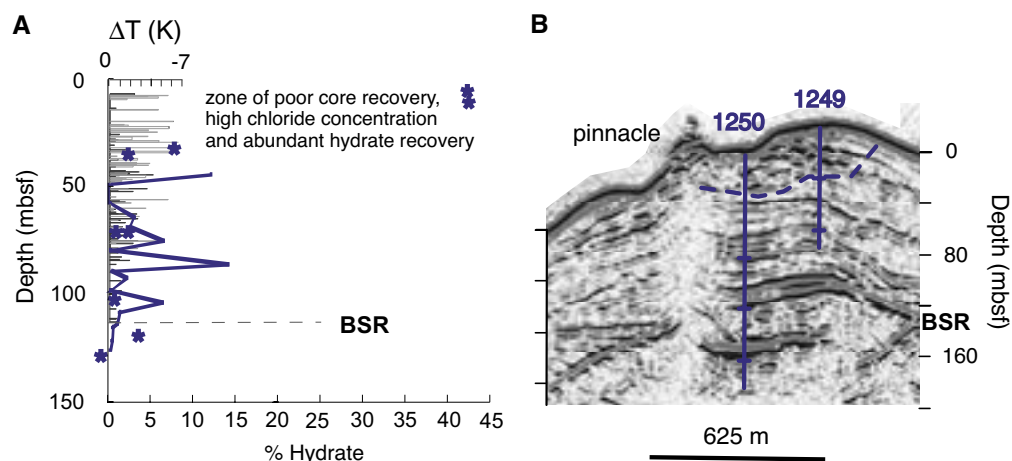 A
ΔT (K)
0 -7
0
50
100
150
Depth (mbsf)
zone of poor core recovery,
high chloride concentration
and abundant hydrate recovery
BSR
0 5 10 15 20 25 30 35 40 45
% Hydrate
B
1249
1250
pinnacle
0
80
BSR
160
Depth (mbsf)
625 m